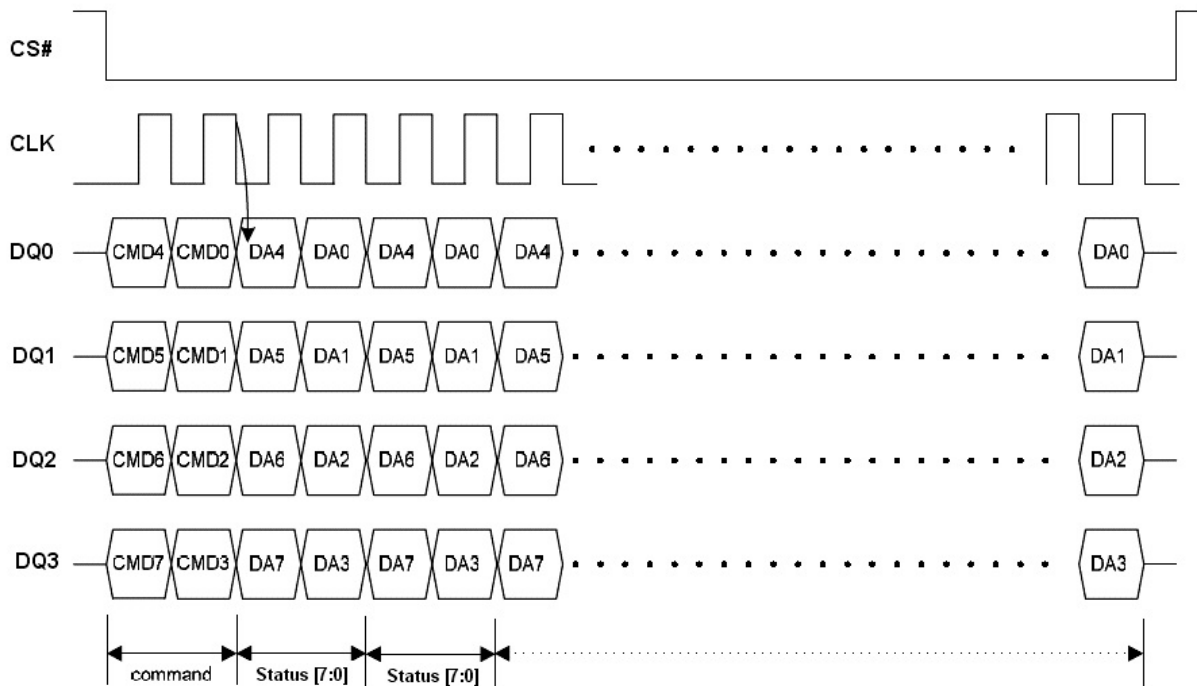 CS#
CLK
DQ0 CMD4 CMD0 DA4 DA0 DA4 DA0 DA4 DA0
DQ1 CMD5 CMD1 DA5 DA1 DA5 DA1 DA5 DA1
DQ2 CMD6 CMD2 DA6 DA2 DA6 DA2 DA6 DA2
DQ3 CMD7 CMD3 DA7 DA3 DA7 DA3 DA7 DA3
command Status [7:0] Status [7:0]